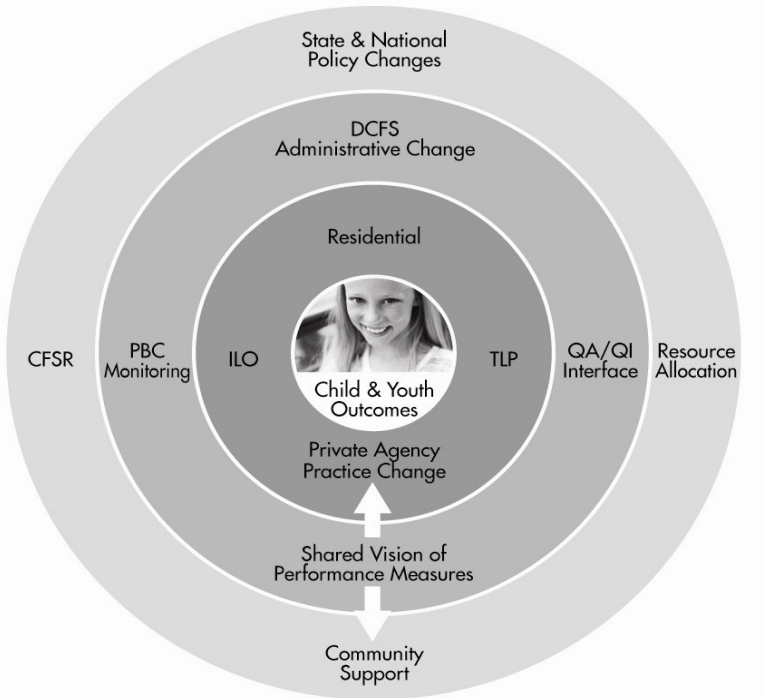 State & National
Policy Changes
DCFS
Administrative Change
Residential
CFSR
PBC
Monitoring
ILO
TLP
QA/QI
Interface
Resource
Allocation
Child & Youth
Outcomes
Private Agency
Practice Change
Shared Vision of
Performance Measures
Community
Support